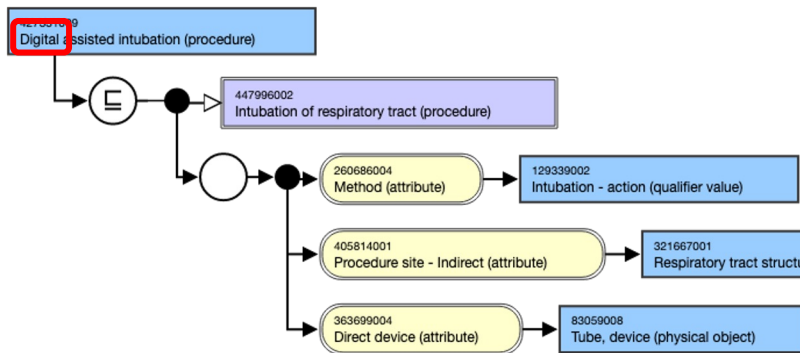 Digital assisted intubation (procedure)
447996002
Intubation of respiratory tract (procedure)
260686004
Method (attribute)
129339002
Intubation - action (qualifier value)
405814001
Procedure site - Indirect (attribute)
321667001
Respiratory tract
363699004
Direct device (attribute)
83059008
Tube, device (physical object)